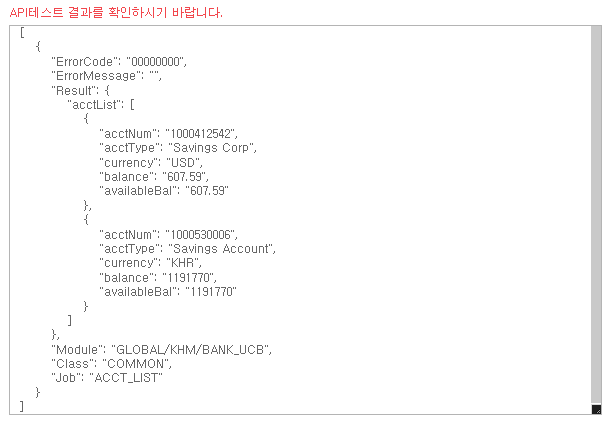 API테스트 결과를 확인하시기 바랍니다.
[
{
"ErrorCode": "00000000",
"ErrorMessage": "",
"Result": {
"acctList": [
{
"acctNum": "1000412542",
"acctType": "Savings Corp",
"currency": "USD",
"balance": "607.59",
"availableBal": "607.59"
},
{
"acctNum": "1000530006",
"acctType": "Savings Account",
"currency": "KHR",
"balance": "1191770",
"availableBal": "1191770"
}
]
},
"Module": "GLOBAL/KHM/BANK_UCB",
"Class": "COMMON",
"Job": "ACCT_LIST"
}
]